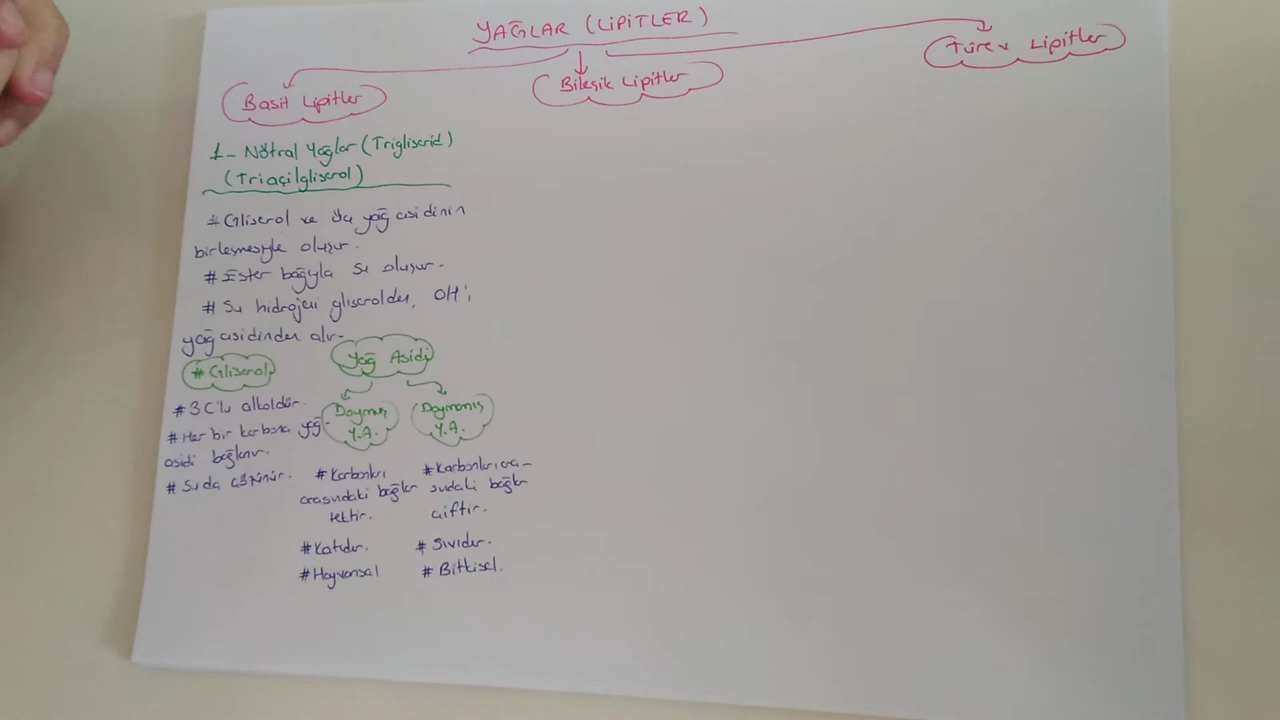 YAĞLAR (LİPİTLER)
Basit Lipitler
Bileşik Lipitler
Türev Lipitler
1- Nötral Yağlar (Trigliserid)
(Triaçilgliserol)
# Gliserol ve üç yağ asidinin
birleşmesiyle oluşur.
# Ester bağıyla su oluşur.
# Su hidrojeni gliserolden, OH'ı
yağ asidinden alır.
# Gliserol
# 3 C'lu alkoldür.
# Her bir karbona yağ
asidi bağlanır.
# Suda çözünür.
Yağ Asidi
Doymuş
Y.A.
# Karbonları
arasındaki bağlar
tektir.
# Katıdır.
# Hayvansal
Doymamış
Y.A.
# Karbonları ara-
sındaki bağlar
çiftir.
# Sıvıdır.
# Bitkisel.